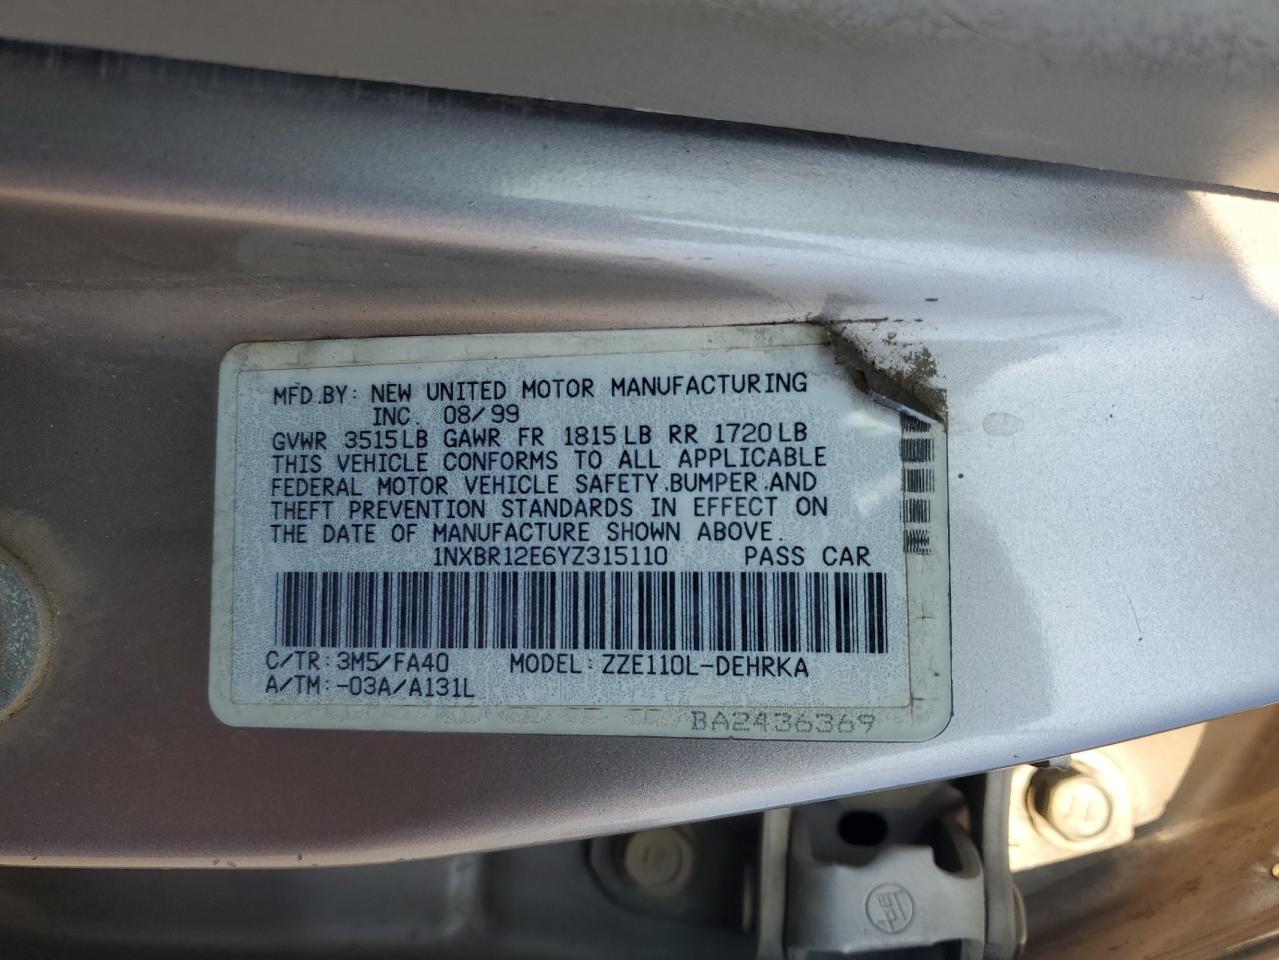 MFD.BY: NEW UNITED MOTOR MANUFACTURING
INC. 08/99
GVWR 3515LB GAWR FR 1815LB RR 1720LB
THIS VEHICLE CONFORMS TO ALL APPLICABLE
FEDERAL MOTOR VEHICLE SAFETY.BUMPER.AND
THEFT PREVENTION STANDARDS IN EFFECT ON
THE DATE OF MANUFACTURE SHOWN ABOVE.
1NXBR12E6YZ315110 PASS CAR
C/TR:3M5/FA40 MODEL:ZZE110L-DEHRKA
A/TM:-03A/A131L
BA2436369